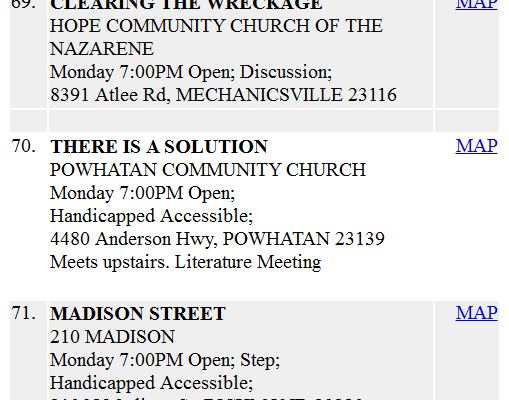 69. CLEARING THE WRECKAGE MAP
HOPE COMMUNITY CHURCH OF THE
NAZARENE
Monday 7:00PM Open; Discussion;
8391 Atlee Rd, MECHANICSVILLE 23116
70. THERE IS A SOLUTION MAP
POWHATAN COMMUNITY CHURCH
Monday 7:00PM Open;
Handicapped Accessible;
4480 Anderson Hwy, POWHATAN 23139
Meets upstairs. Literature Meeting
71. MADISON STREET MAP
210 MADISON
Monday 7:00PM Open; Step;
Handicapped Accessible;